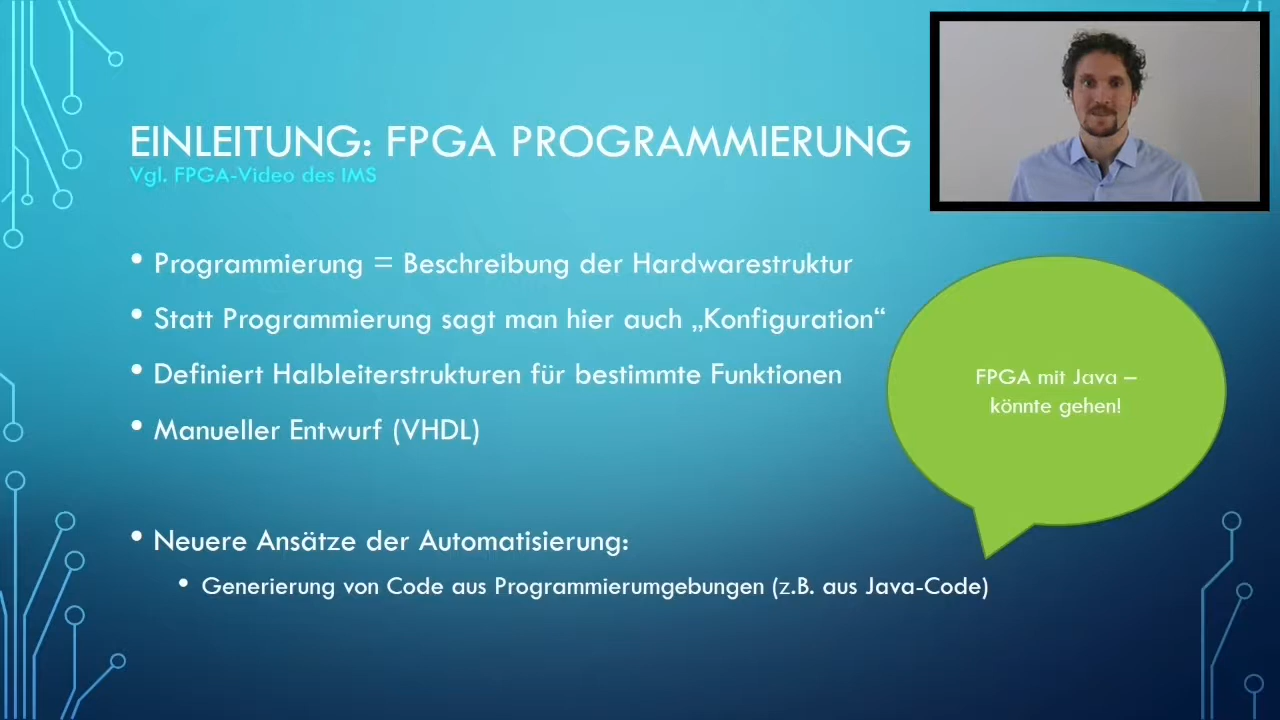 EINLEITUNG: FPGA PROGRAMMIERUNG
Vgl. FPGA-Video des IMS
• Programmierung = Beschreibung der Hardwarestruktur
• Statt Programmierung sagt man hier auch „Konfiguration“
• Definiert Halbleiterstrukturen für bestimmte Funktionen
• Manueller Entwurf (VHDL)
FPGA mit Java –
könnte gehen!
• Neuere Ansätze der Automatisierung:
• Generierung von Code aus Programmierumgebungen (z.B. aus Java-Code)